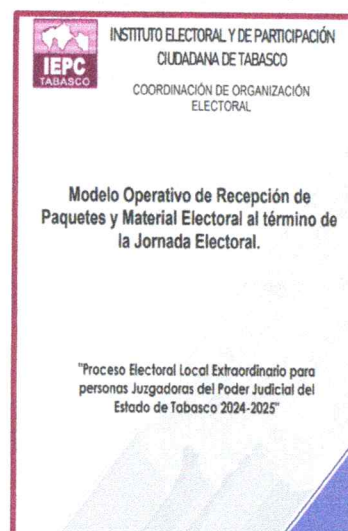 INSTITUTO ELECTORAL Y DE PARTICIPACIÓN
CIUDADANA DE TABASCO
IEPC
TABASCO
COORDINACIÓN DE ORGANIZACIÓN
ELECTORAL
Modelo Operativo de Recepción de
Paquetes y Material Electoral al término de
la Jornada Electoral.
"Proceso Electoral Local Extraordinario para
personas Juzgadoras del Poder Judicial del
Estado de Tabasco 2024-2025"